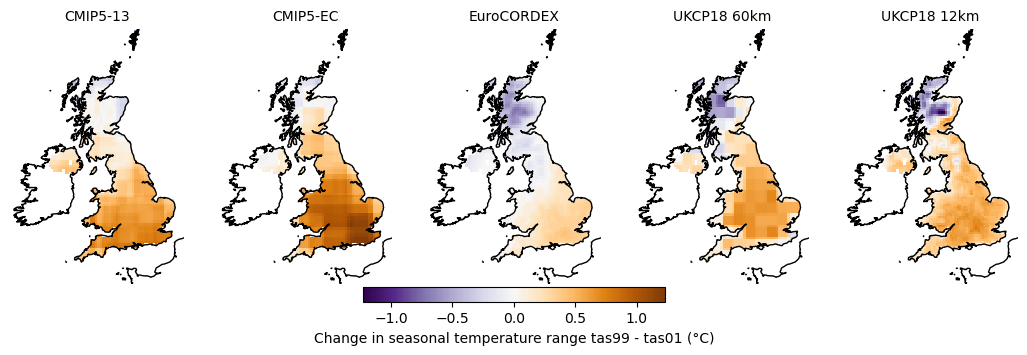 CMIP5-13 CMIP5-EC EuroCORDEX UKCP18 60km UKCP18 12km
−1.0 −0.5 0.0 0.5 1.0
Change in seasonal temperature range tas99 - tas01 (°C)